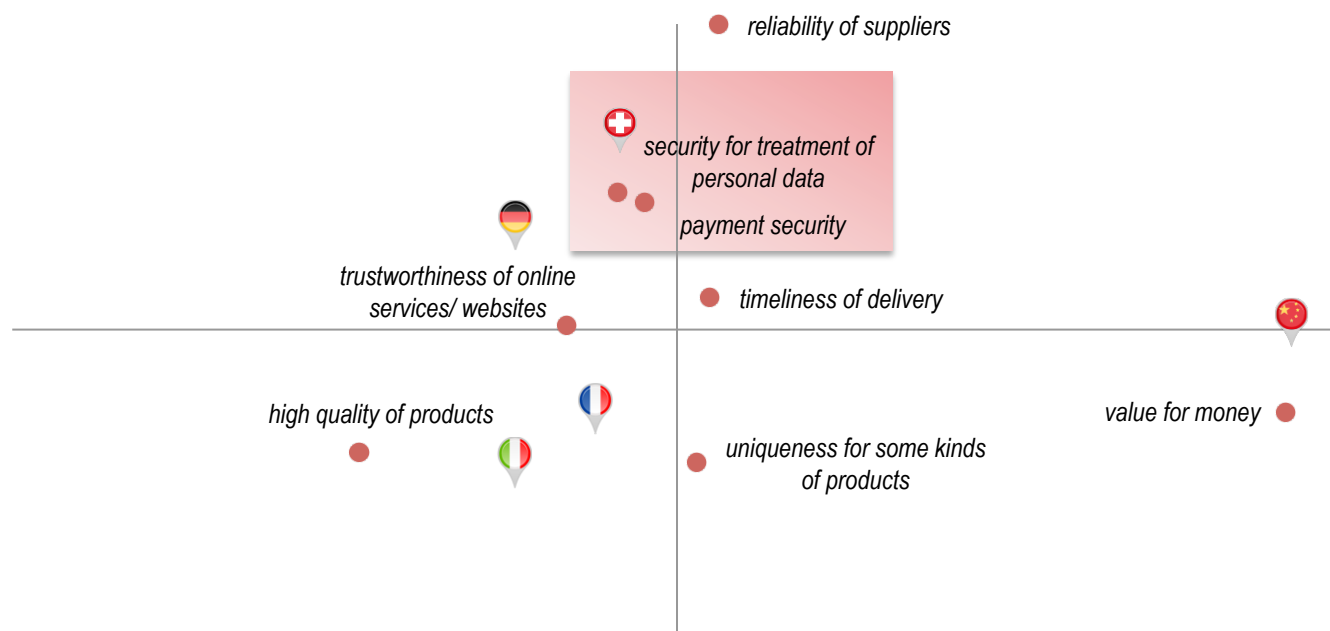 reliability of suppliers
security for treatment of
personal data
payment security
trustworthiness of online
services/ websites
timeliness of delivery
high quality of products
value for money
uniqueness for some kinds
of products